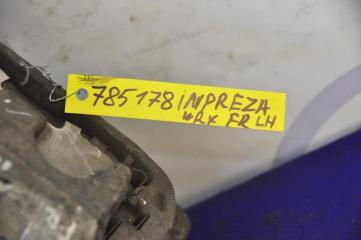 785178 iMPREZA
WRX FR LH